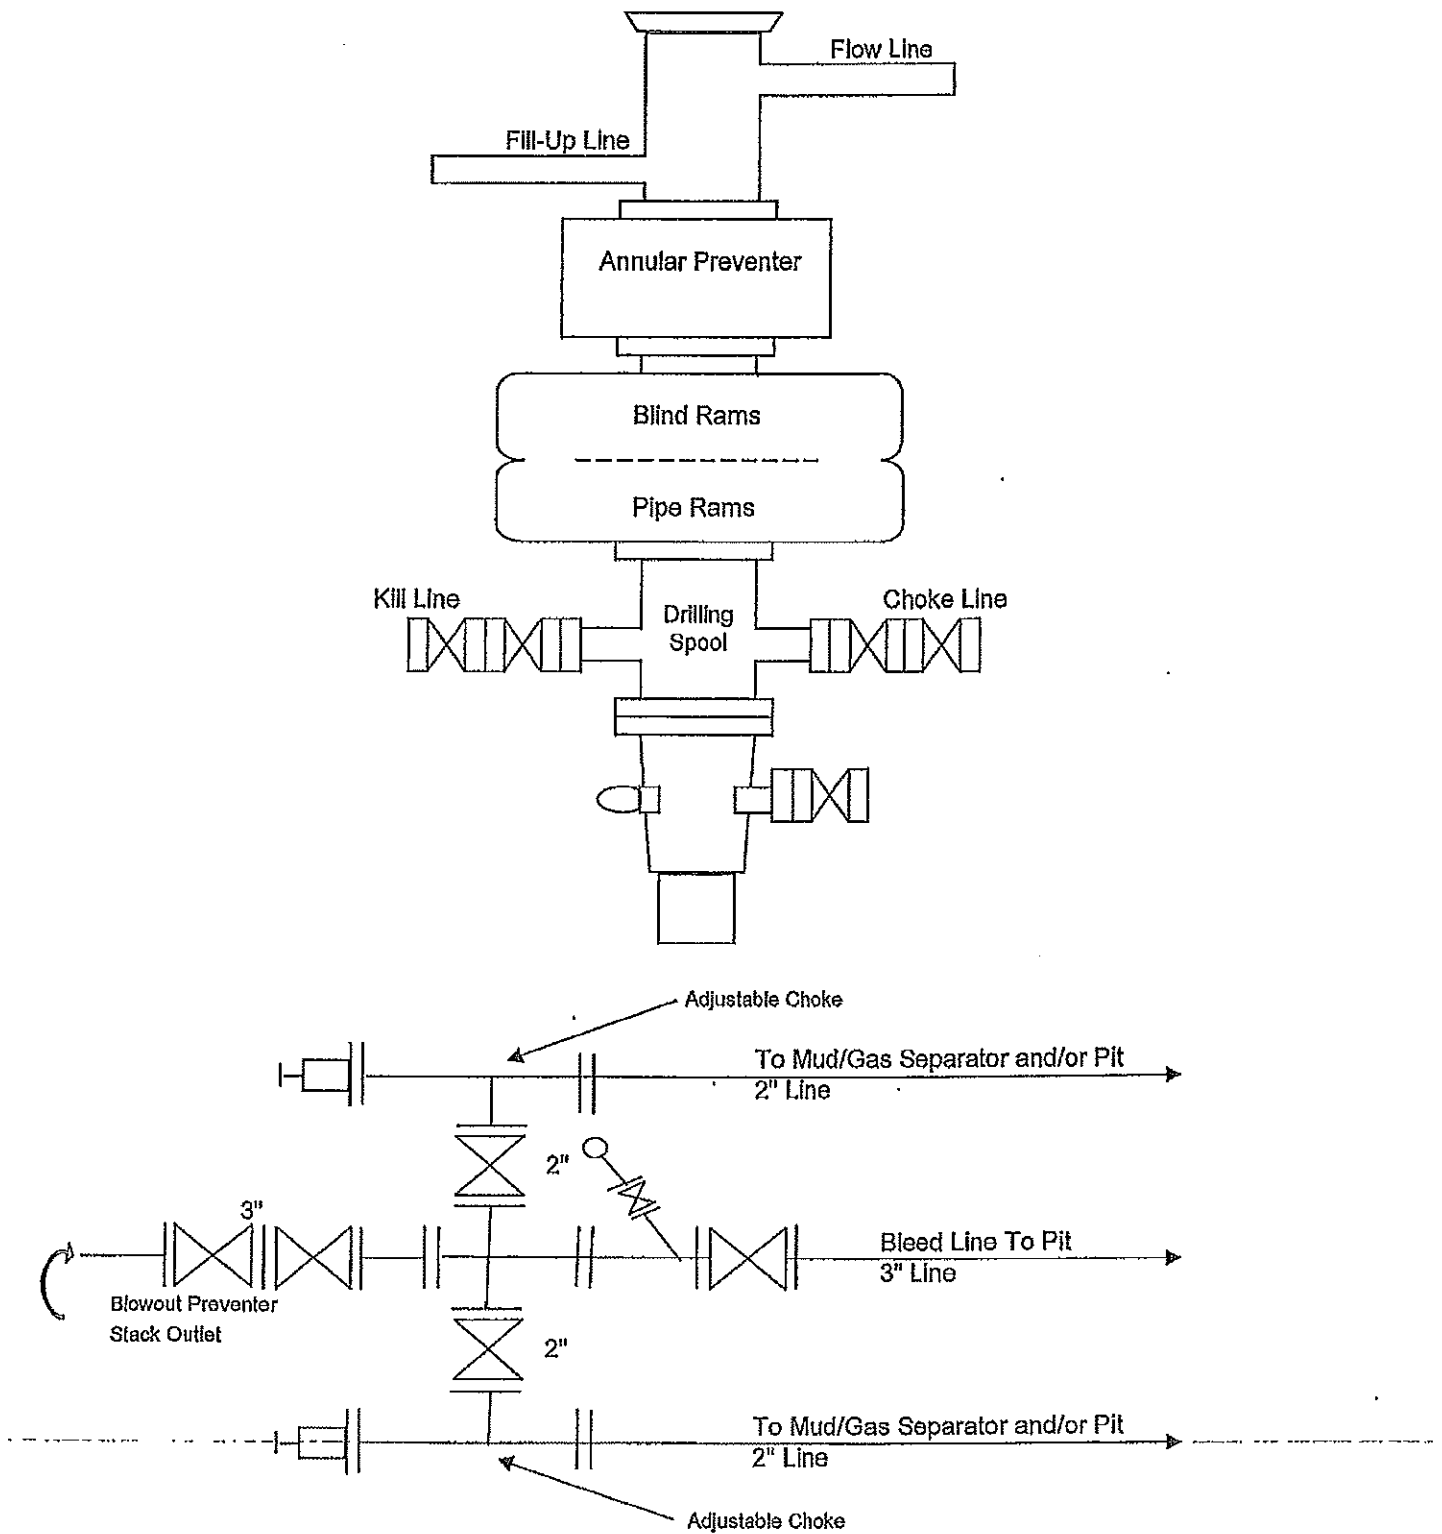 Flow Line
Fill-Up Line
Annular Preventer
Blind Rams
Pipe Rams
Kill Line
Choke Line
Drilling
Spool
Adjustable Choke
To Mud/Gas Separator and/or Pit
2" Line
2"
3"
Bleed Line To Pit
3" Line
Blowout Preventer
Stack Outlet
2"
To Mud/Gas Separator and/or Pit
2" Line
Adjustable Choke